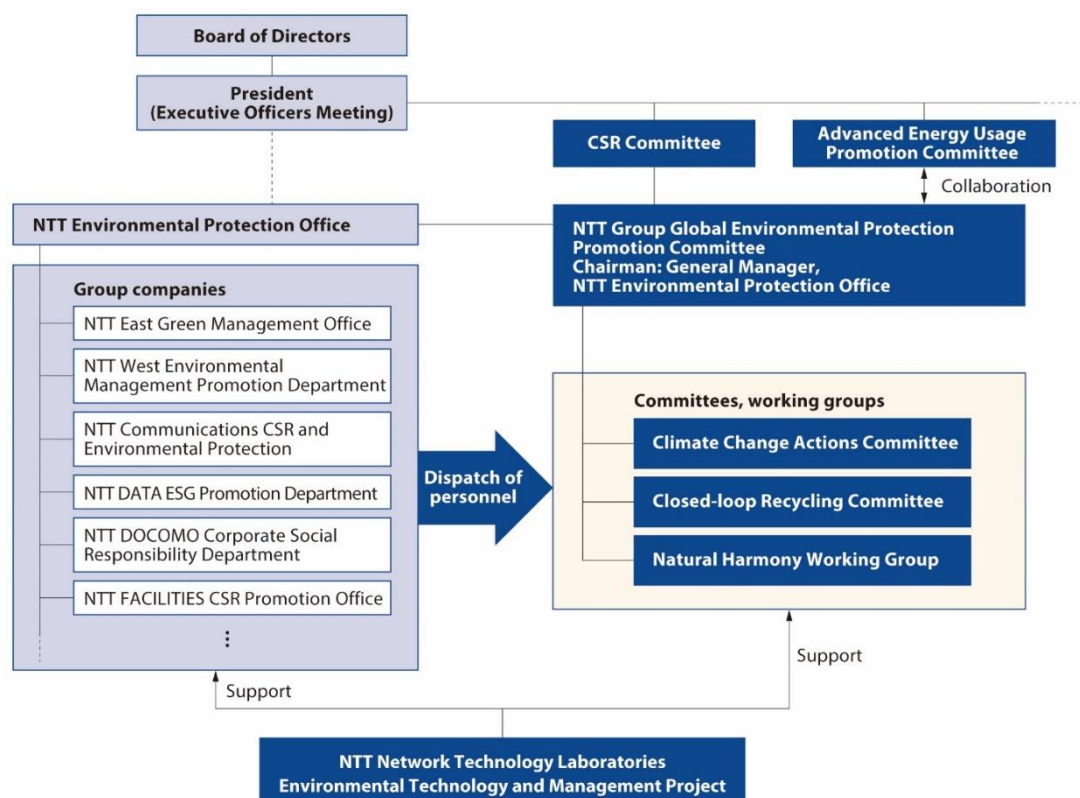 Board of Directors
President
(Executive Officers Meeting)
CSR Committee
Advanced Energy Usage
Promotion Committee
Collaboration
NTT Environmental Protection Office
NTT Group Global Environmental Protection
Promotion Committee
Chairman: General Manager,
NTT Environmental Protection Office
Group companies
NTT East Green Management Office
NTT West Environmental
Management Promotion Department
NTT Communications CSR and
Environmental Protection
NTT DATA ESG Promotion Department
NTT DOCOMO Corporate Social
Responsibility Department
NTT FACILITIES CSR Promotion Office
⋮
Dispatch of
personnel
Committees, working groups
Climate Change Actions Committee
Closed-loop Recycling Committee
Natural Harmony Working Group
Support
Support
NTT Network Technology Laboratories
Environmental Technology and Management Project